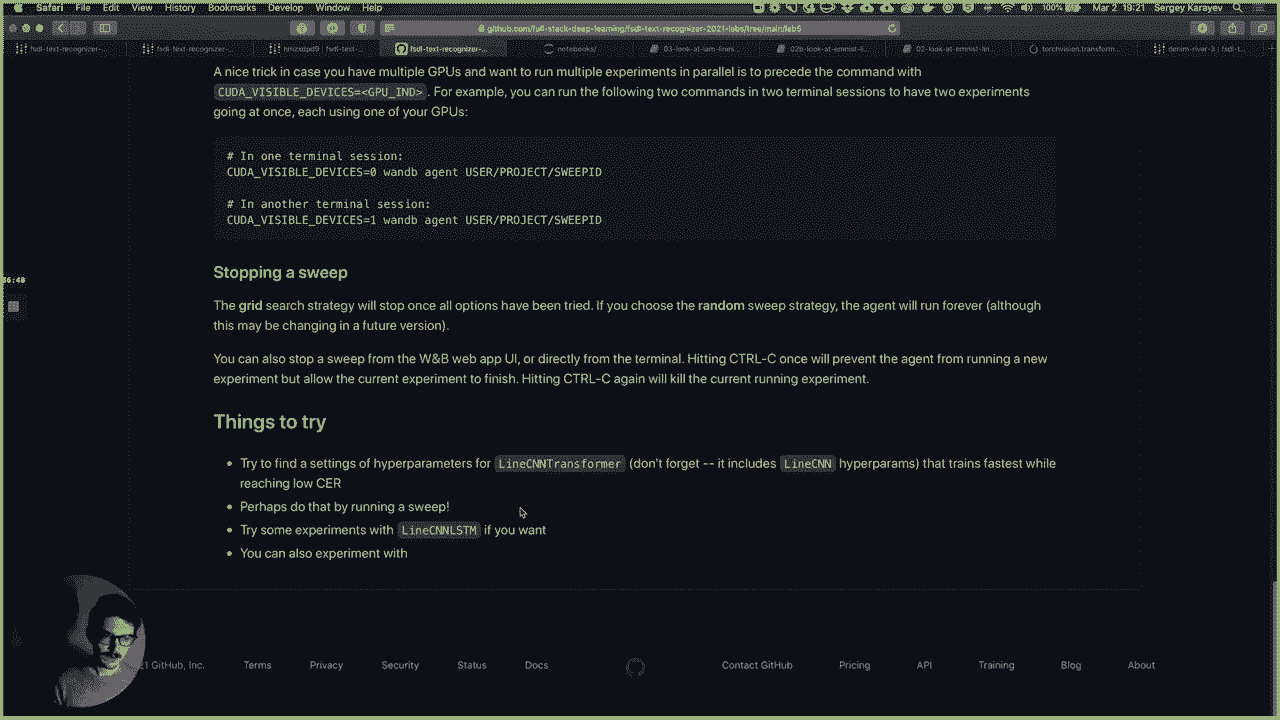 Safari File Edit View History Bookmarks Develop Window Help 100% Mar 2 19:21 Sergey Karayev
github.com/full-stack-deep-learning/fsdl-text-recognizer-2021-labs/tree/main/lab5
fsdl-text-recognizer-... fsdl-text-recognizer-... fsdl-text-... fsdl-text-recognizer-... notebooks/ 03-look-at-iam-lines... 02b-look-at-emnist-li... 02-look-at-emnist-lin... torchvision.transform... denim-river-3 | fsdl-t...
A nice trick in case you have multiple GPUs and want to run multiple experiments in parallel is to precede the command with
CUDA_VISIBLE_DEVICES=<GPU_IND> . For example, you can run the following two commands in two terminal sessions to have two experiments
going at once, each using one of your GPUs:
# In one terminal session:
CUDA_VISIBLE_DEVICES=0 wandb agent USER/PROJECT/SWEEPID
# In another terminal session:
CUDA_VISIBLE_DEVICES=1 wandb agent USER/PROJECT/SWEEPID
Stopping a sweep
The grid search strategy will stop once all options have been tried. If you choose the random sweep strategy, the agent will run forever (although
this may be changing in a future version).
You can also stop a sweep from the W&B web app UI, or directly from the terminal. Hitting CTRL-C once will prevent the agent from running a new
experiment but allow the current experiment to finish. Hitting CTRL-C again will kill the current running experiment.
Things to try
Try to find a settings of hyperparameters for LineCNNTransformer (don't forget -- it includes LineCNN hyperparams) that trains fastest while
reaching low CER
Perhaps do that by running a sweep!
Try some experiments with LineCNNLSTM if you want
You can also experiment with
21 GitHub, Inc. Terms Privacy Security Status Docs Contact GitHub Pricing API Training Blog About